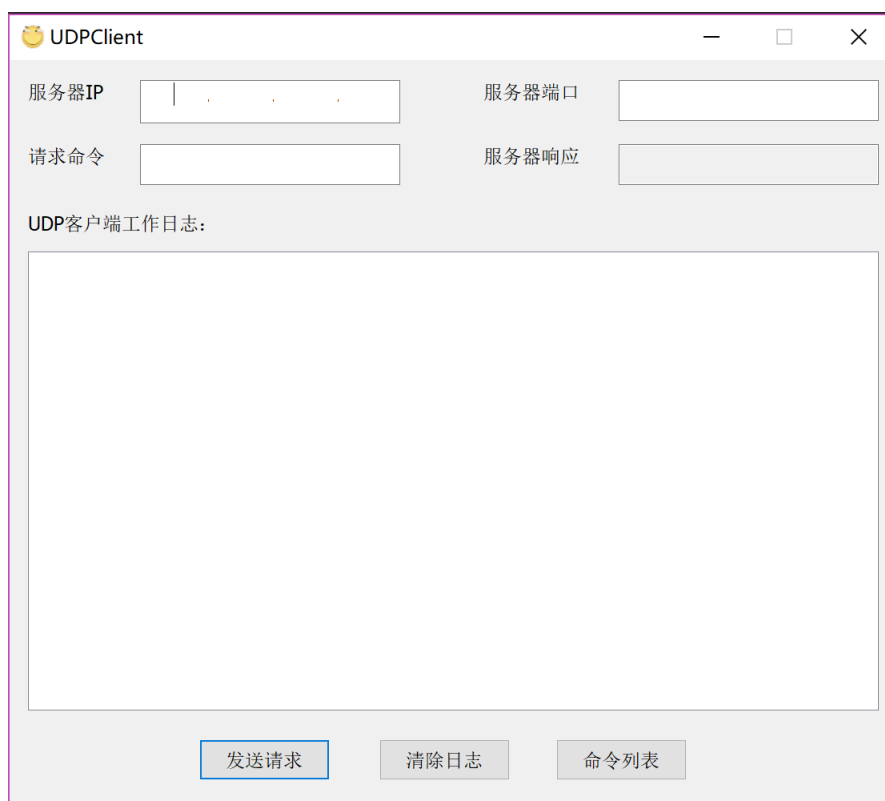 UDPClient
服务器IP
服务器端口
请求命令
服务器响应
UDP客户端工作日志:
发送请求
清除日志
命令列表